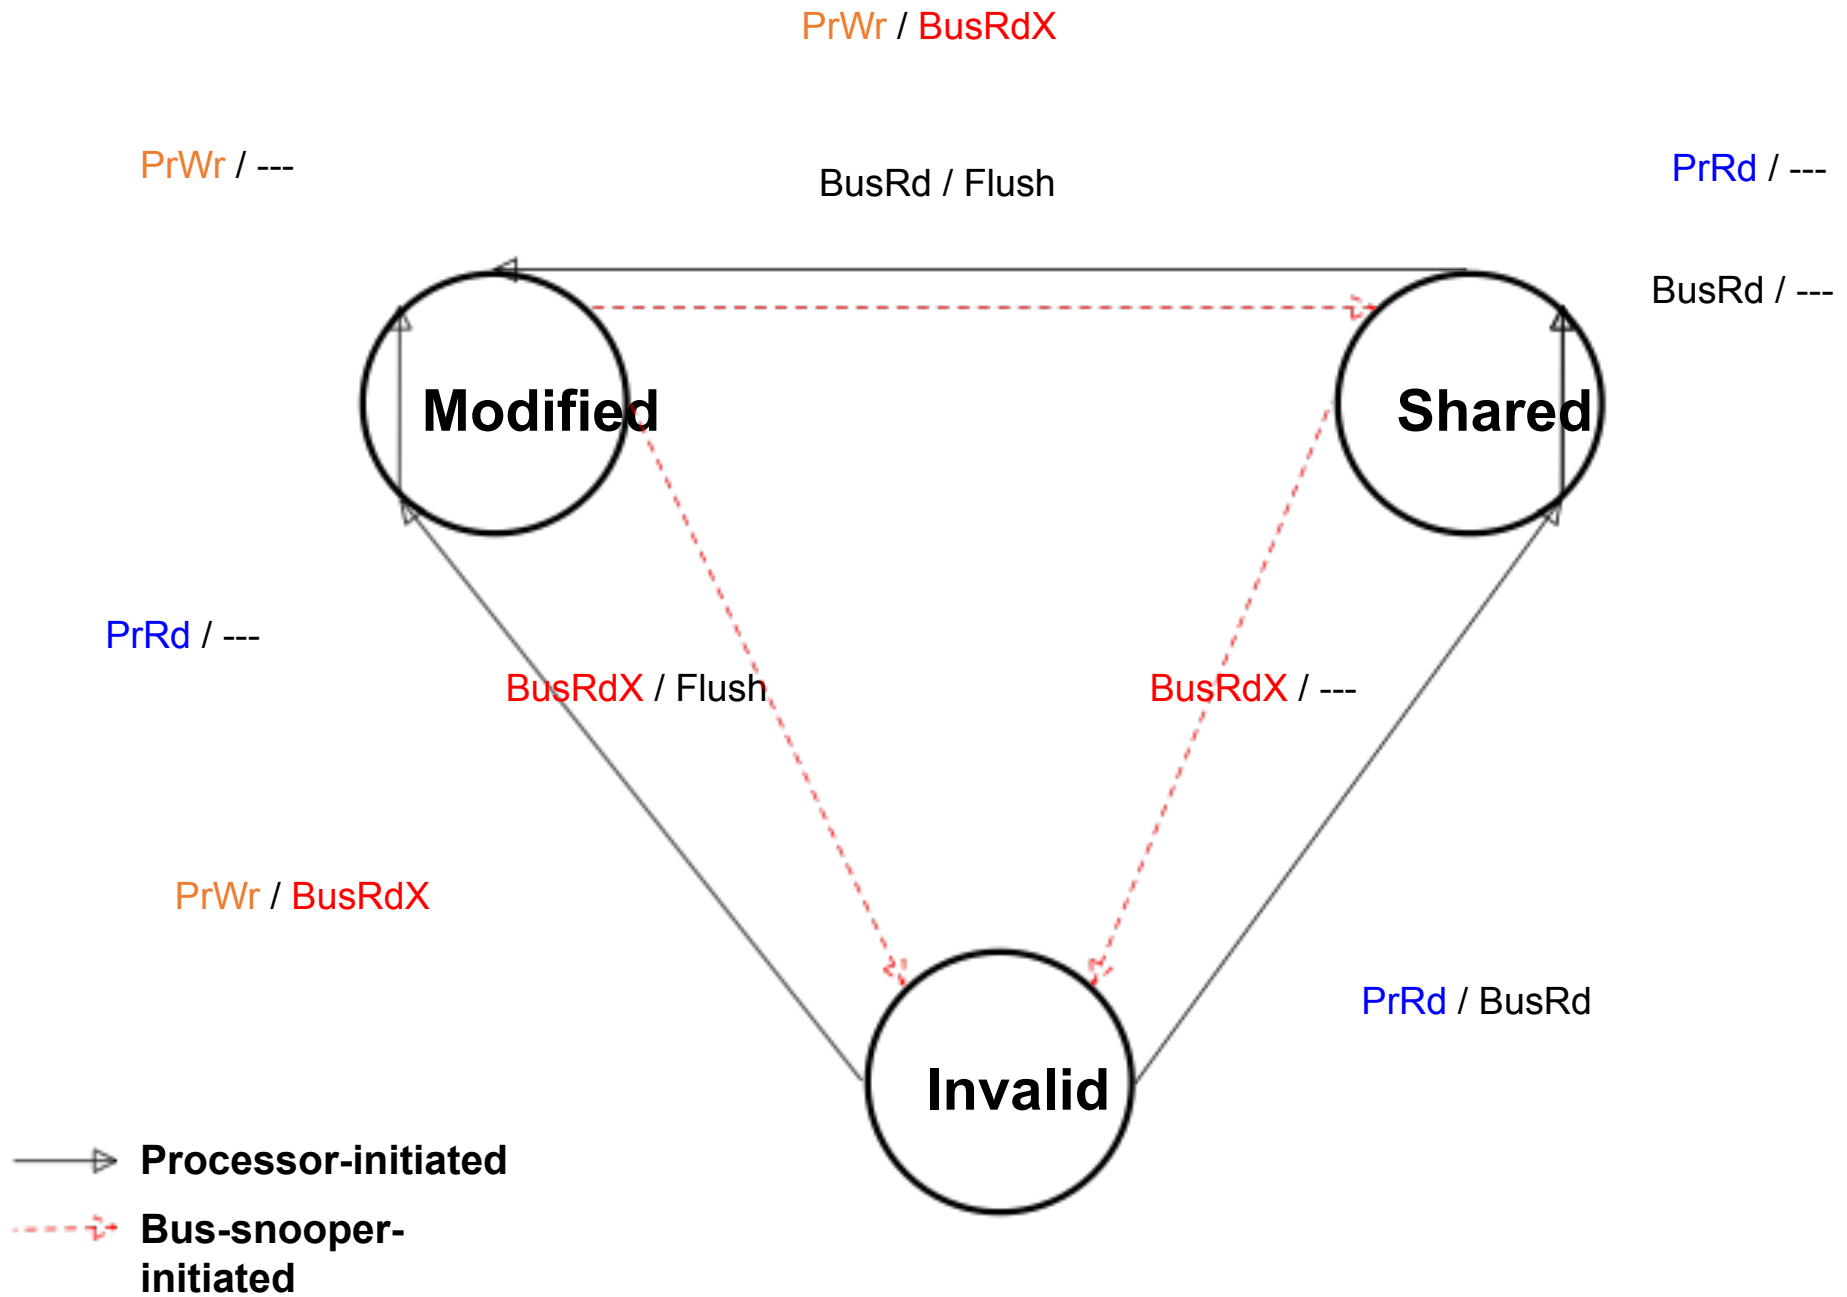 PrWr / BusRdX
PrWr / ---
BusRd / Flush
PrRd / ---
BusRd / ---
Modified
Shared
PrRd / ---
BusRdX / Flush
BusRdX / ---
PrWr / BusRdX
PrRd / BusRd
Invalid
Processor-initiated
Bus-snooper-
initiated